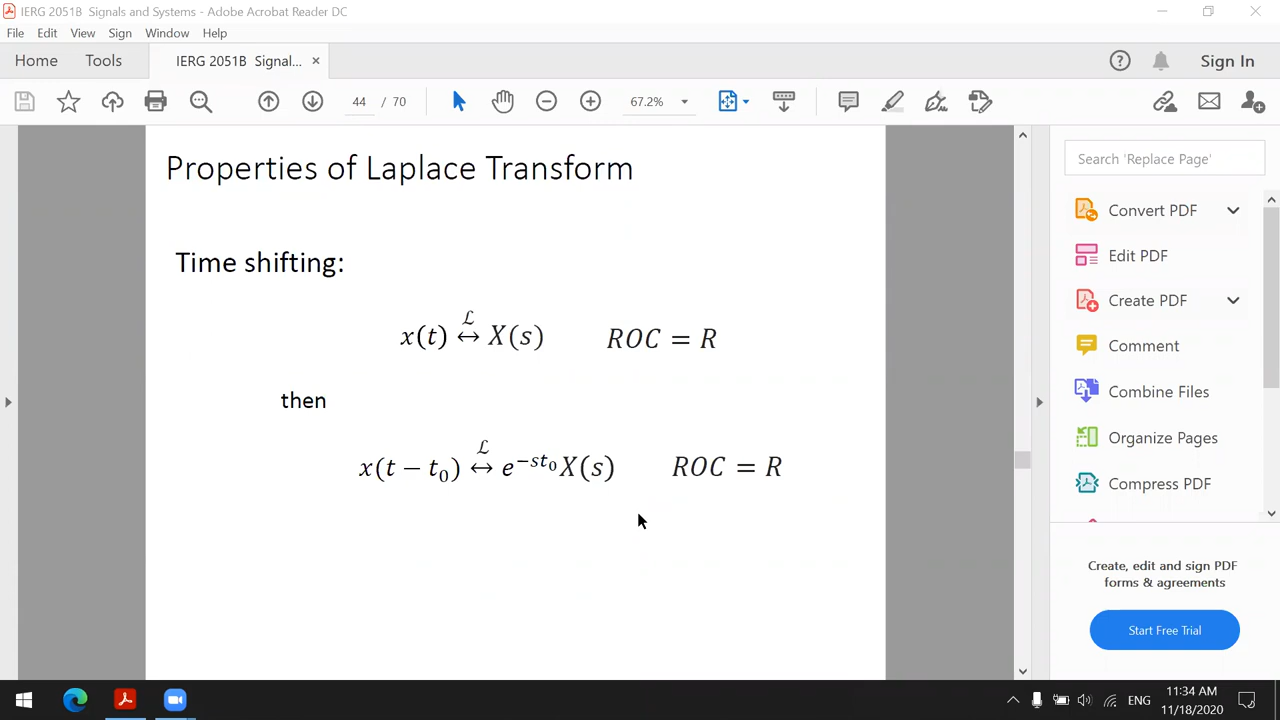 IERG 2051B Signals and Systems - Adobe Acrobat Reader DC
File Edit View Sign Window Help
Home Tools IERG 2051B Signal... × Sign In
44 / 70 67.2%
Properties of Laplace Transform
Time shifting:
x(t) ℒ↔ X(s) ROC = R
then
x(t − t₀) ℒ↔ e^{−st₀}X(s) ROC = R
Search 'Replace Page'
Convert PDF
Edit PDF
Create PDF
Comment
Combine Files
Organize Pages
Compress PDF
Create, edit and sign PDF
forms & agreements
Start Free Trial
ENG 11:34 AM
11/18/2020